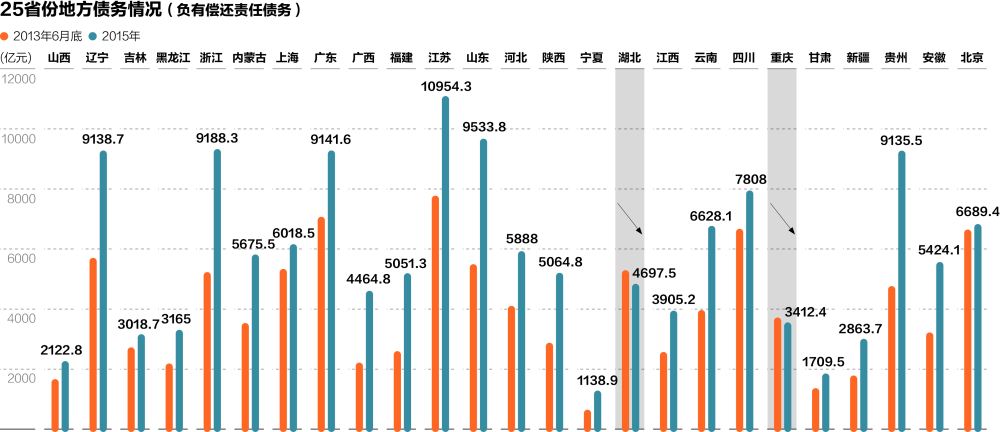 25省份地方债务情况（负有偿还责任债务）
2013年6月底 2015年
(亿元) 山西 辽宁 吉林 黑龙江 浙江 内蒙古 上海 广东 广西 福建 江苏 山东 河北 陕西 宁夏 湖北 江西 云南 四川 重庆 甘肃 新疆 贵州 安徽 北京
12000
10954.3
10000
9138.7 9188.3 9141.6 9533.8 9135.5
8000
7808
6628.1 6689.4
6000
5675.5 6018.5 5888 5424.1
4464.8 5051.3 5064.8 4697.5
4000
3018.7 3165 3905.2 3412.4
2863.7
2122.8
2000
1138.9 1709.5